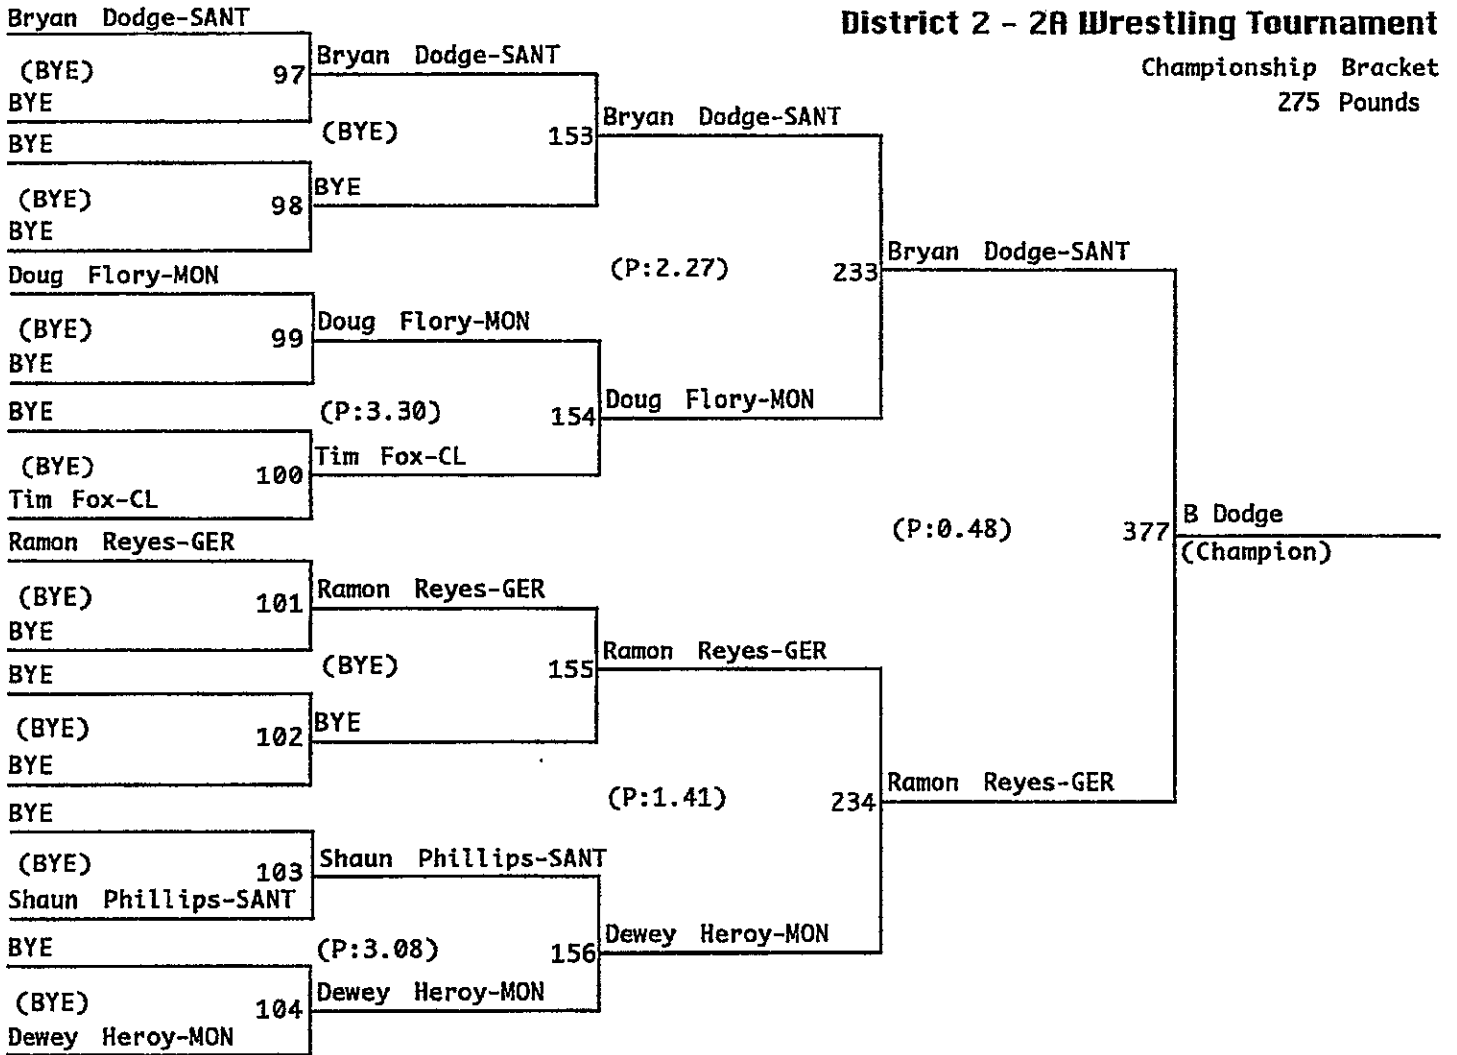 District 2 - 2A Wrestling Tournament
Championship Bracket
275 Pounds
Bryan Dodge-SANT
(BYE)
97
BYE
BYE
(BYE)
98
BYE
Doug Flory-MON
(BYE)
99
BYE
BYE
(BYE)
100
Tim Fox-CL
Ramon Reyes-GER
(BYE)
101
BYE
BYE
(BYE)
102
BYE
BYE
(BYE)
103
Shaun Phillips-SANT
BYE
(BYE)
104
Dewey Heroy-MON
Bryan Dodge-SANT
(BYE)
153
BYE
Doug Flory-MON
(P:3.30)
154
Tim Fox-CL
Ramon Reyes-GER
(BYE)
155
BYE
Shaun Phillips-SANT
(P:3.08)
156
Dewey Heroy-MON
Bryan Dodge-SANT
(P:2.27)
233
Doug Flory-MON
Ramon Reyes-GER
(P:1.41)
234
Dewey Heroy-MON
Bryan Dodge-SANT
(P:0.48)
377
Ramon Reyes-GER
B Dodge
(Champion)